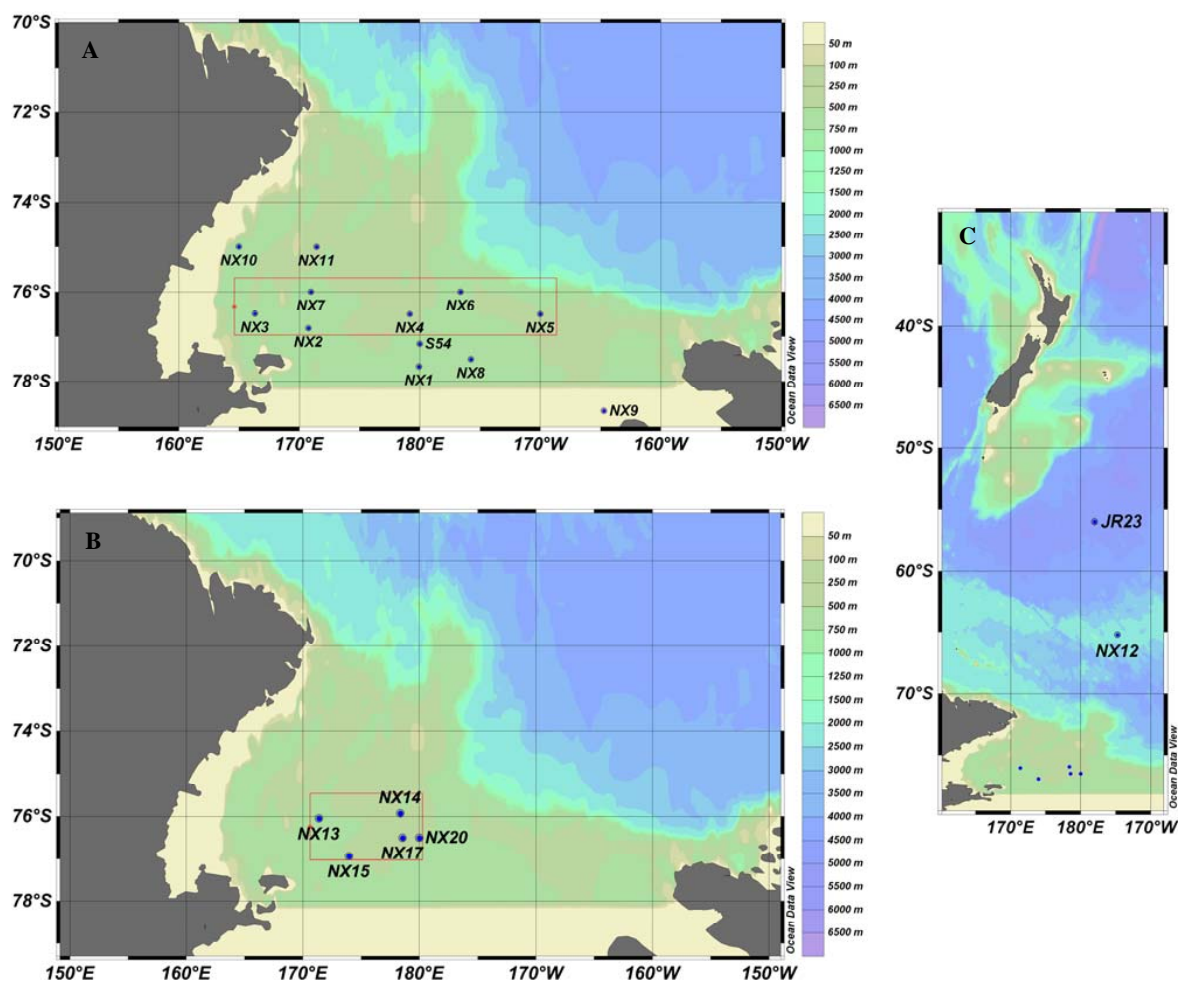 A
70°S
72°S
74°S
76°S
78°S
NX10
NX11
NX7
NX6
NX3
NX4
NX5
NX2
S54
NX8
NX1
NX9
150°E
160°E
170°E
180°E
170°W
160°W
150°W
50 m
100 m
250 m
500 m
750 m
1000 m
1500 m
2000 m
2500 m
3000 m
3500 m
4000 m
4500 m
5000 m
5500 m
6000 m
6500 m
Ocean Data View
B
70°S
72°S
74°S
76°S
78°S
NX14
NX13
NX17
NX20
NX15
150°E
160°E
170°E
180°E
170°W
160°W
150°W
50 m
100 m
250 m
500 m
750 m
1000 m
1500 m
2000 m
2500 m
3000 m
3500 m
4000 m
4500 m
5000 m
5500 m
6000 m
6500 m
Ocean Data View
C
40°S
50°S
60°S
70°S
JR23
NX12
170°E
180°E
170°W
Ocean Data View